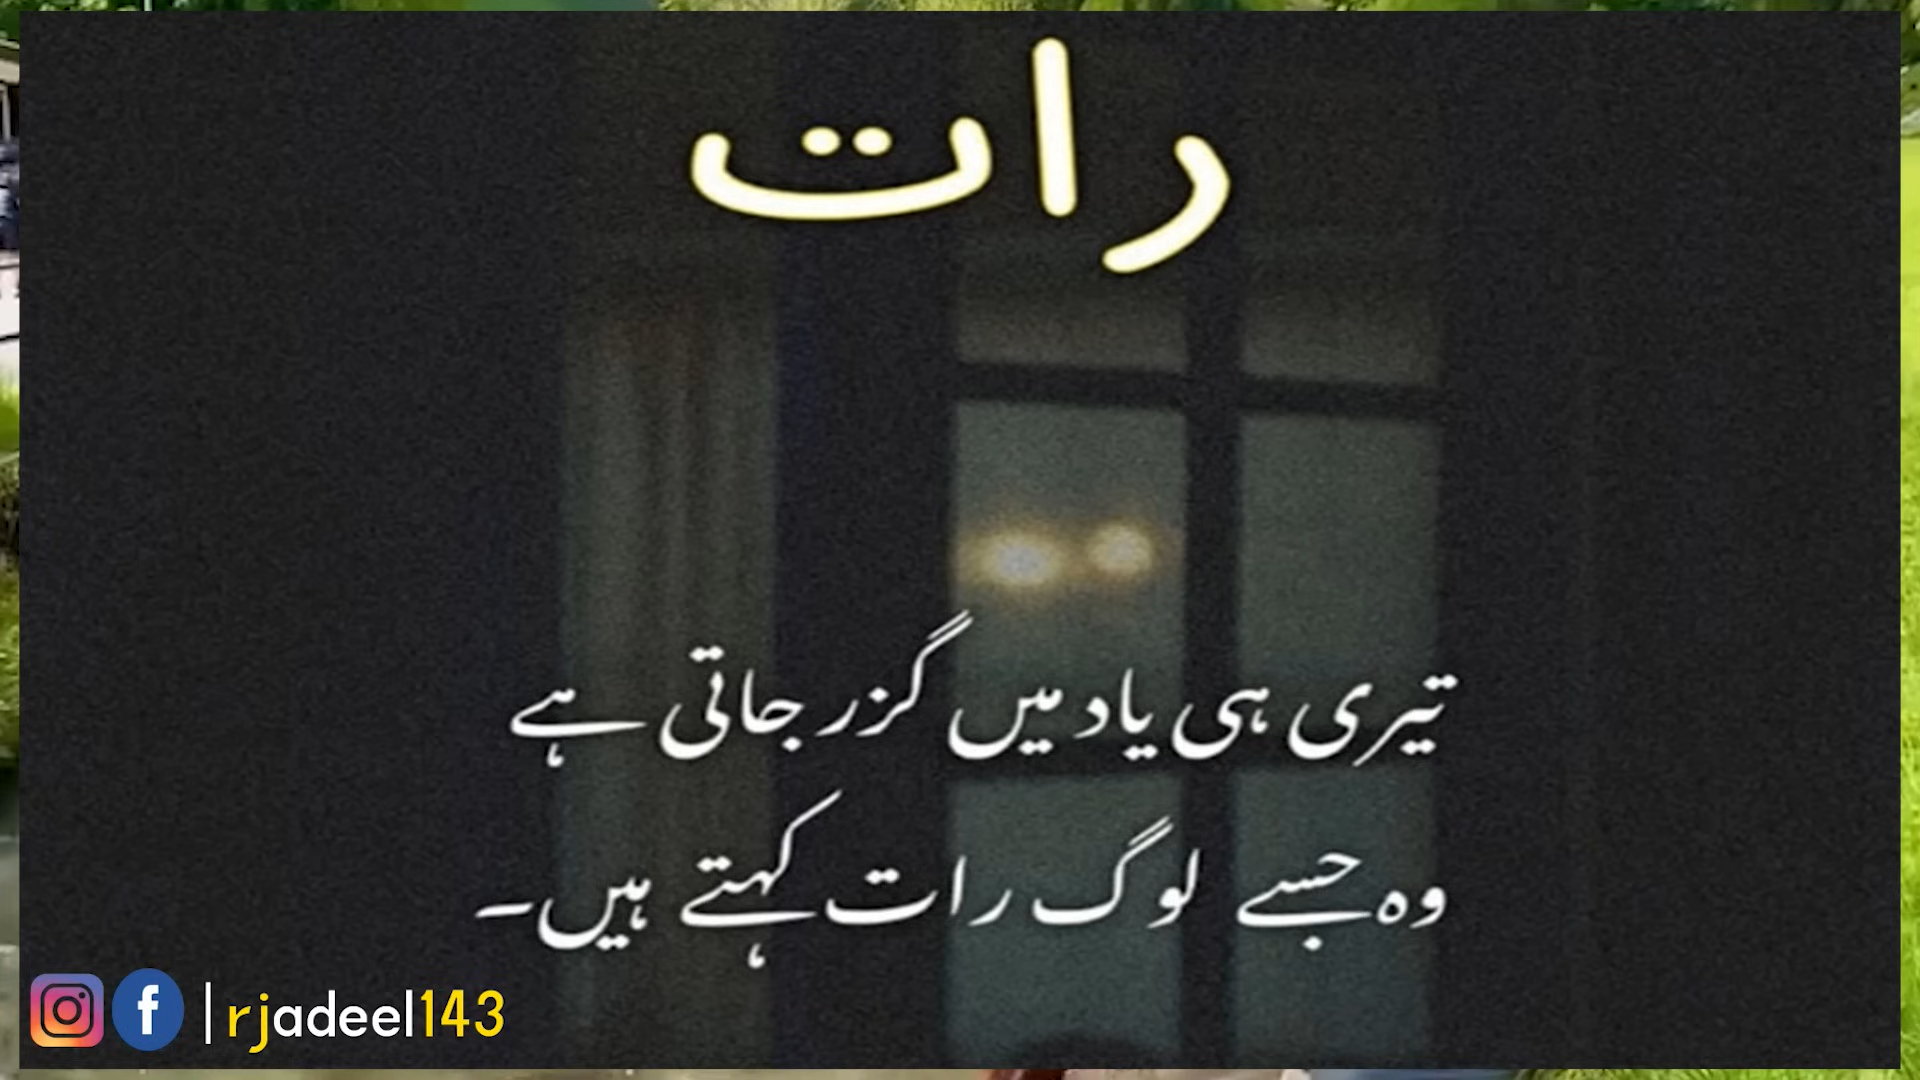 رات
تیری ہی یاد میں گزر جاتی ہے
وہ جسے لوگ رات کہتے ہیں۔
| rjadeel143